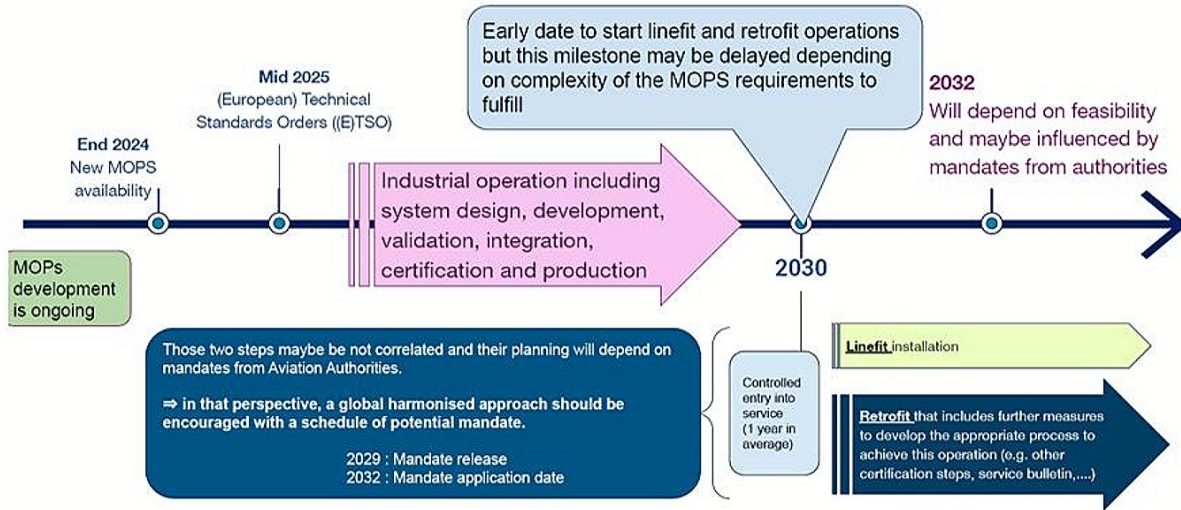 End 2024
New MOPS
availability
Mid 2025
(European) Technical
Standards Orders ((E)TSO)
Early date to start linefit and retrofit operations
but this milestone may be delayed depending
on complexity of the MOPS requirements to
fulfill
2032
Will depend on feasibility
and maybe influenced by
mandates from authorities
Industrial operation including
system design, development,
validation, integration,
certification and production
2030
MOPs
development
is ongoing
Those two steps maybe be not correlated and their planning will depend on
mandates from Aviation Authorities.
⇒ in that perspective, a global harmonised approach should be
encouraged with a schedule of potential mandate.
2029 : Mandate release
2032 : Mandate application date
Controlled
entry into
service
(1 year in
average)
Linefit installation
Retrofit that includes further measures
to develop the appropriate process to
achieve this operation (e.g. other
certification steps, service bulletin,....)